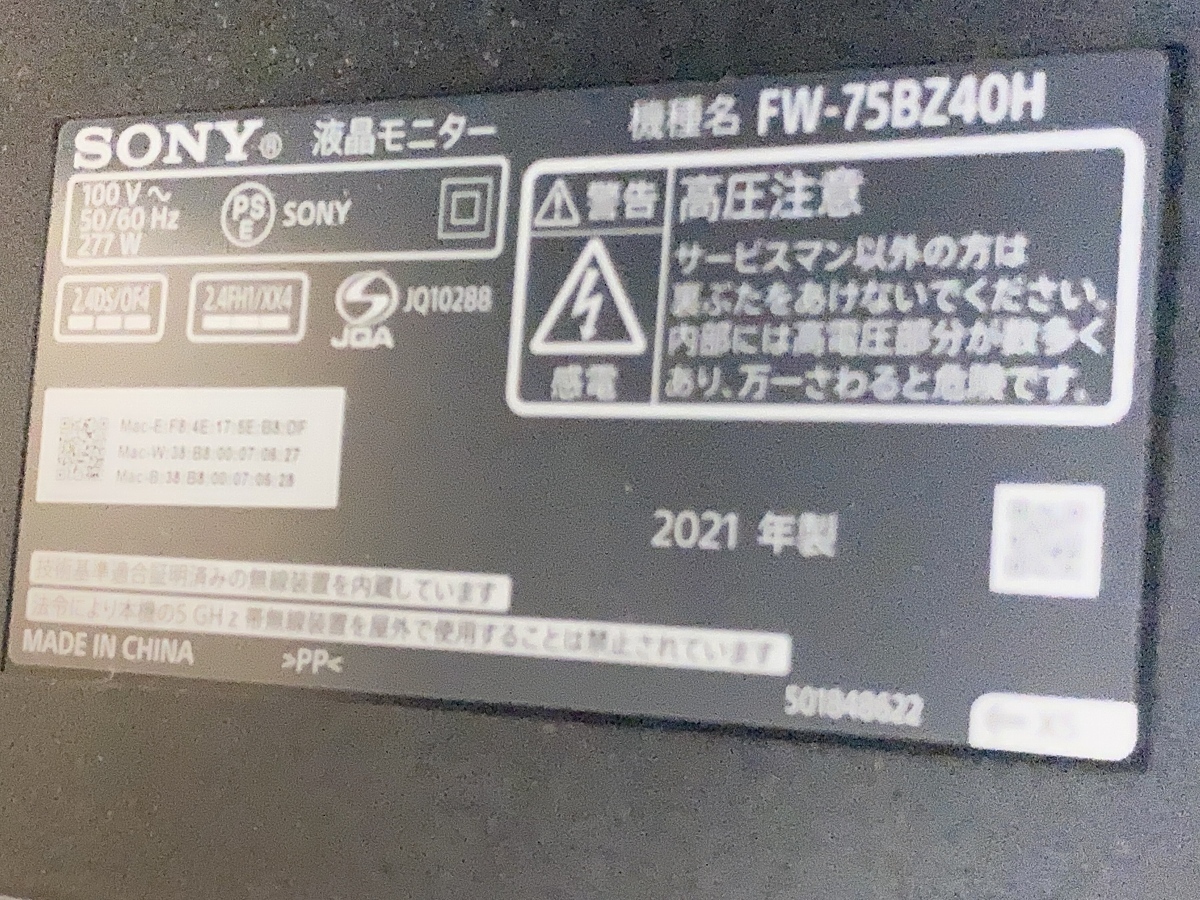 SONY® 液晶モニター
機種名 FW-75BZ40H
100 V ~
50/60 Hz
277 W
PS
E
SONY
2.4DS/OF4
2.4FH1/XX4
JQA
JQ10288
警告
感電
高圧注意
サービスマン以外の方は
裏ぶたをあけないでください。
内部には高電圧部分が数多く
あり、万一さわると危険です。
Mac-E:F8:4E:17:5E:B8:DF
Mac-W:38:B8:00:07:06:27
Mac-B:38:B8:00:07:06:28
2021 年製
技術基準適合証明済みの無線装置を内蔵しています
法令により本機の5 GHz 帯無線装置を屋外で使用することは禁止されています
MADE IN CHINA
>PP<
501848622